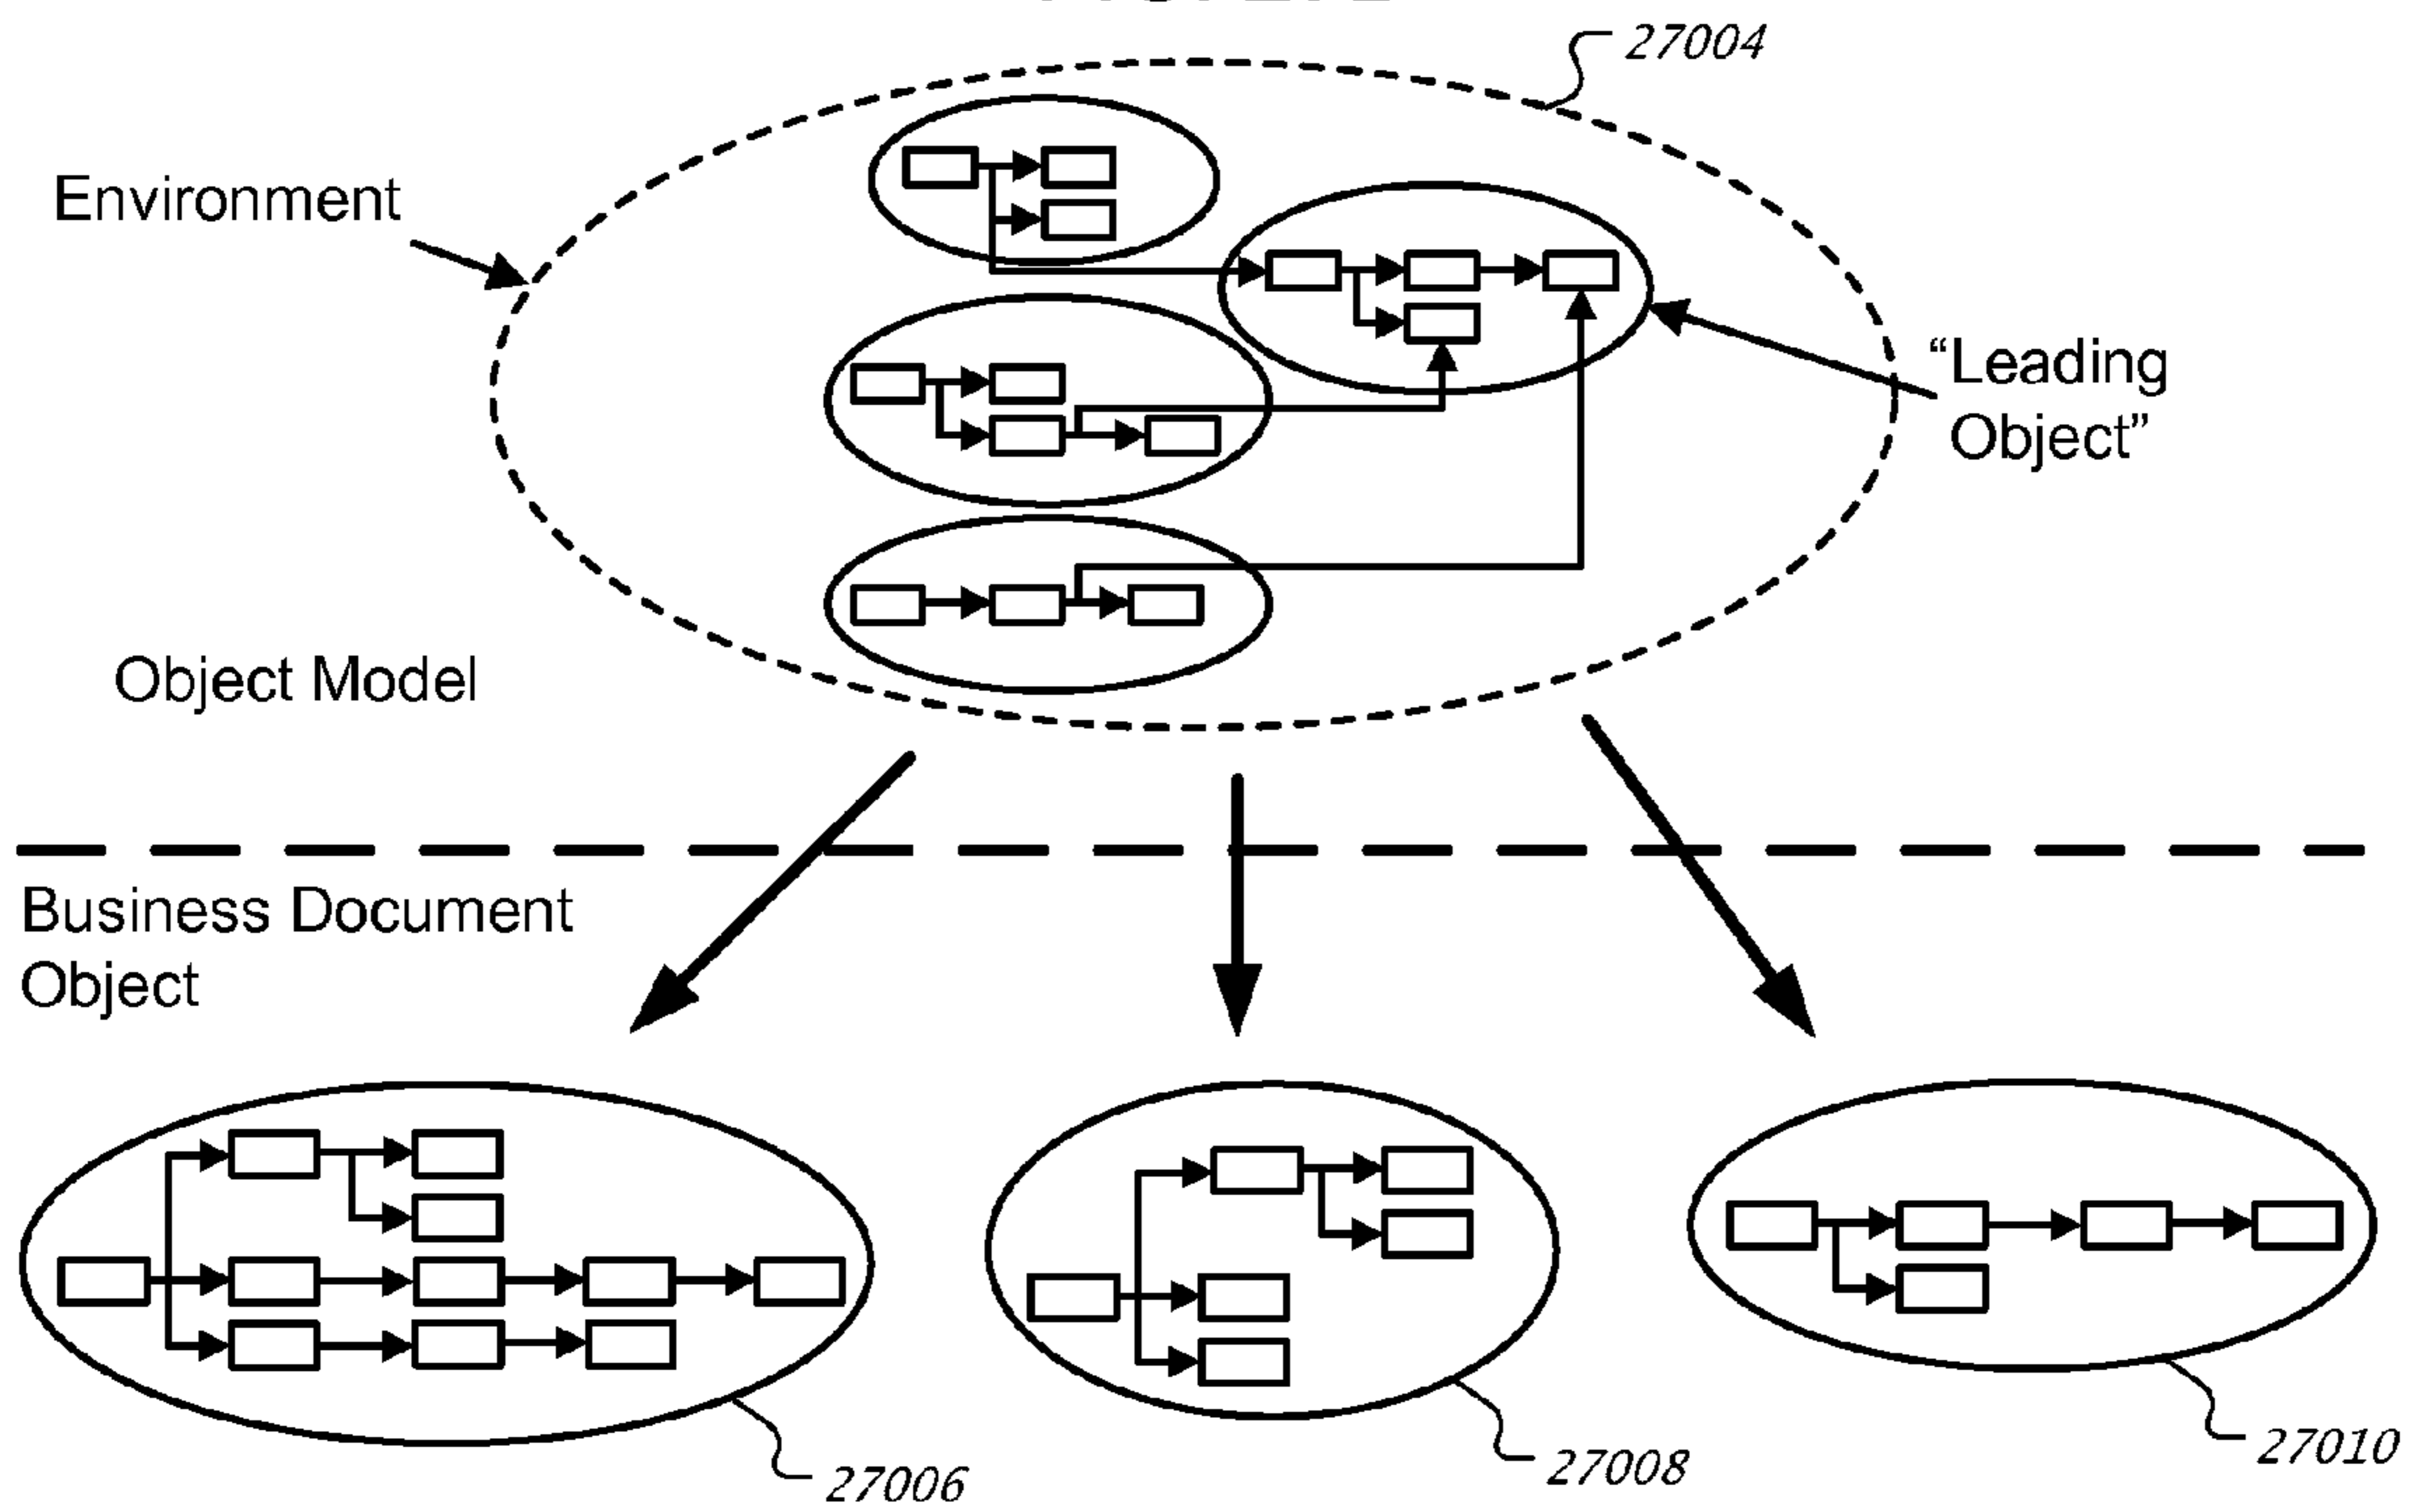 27004
Environment
“Leading
Object”
Object Model
Business Document
Object
27006
27008
27010